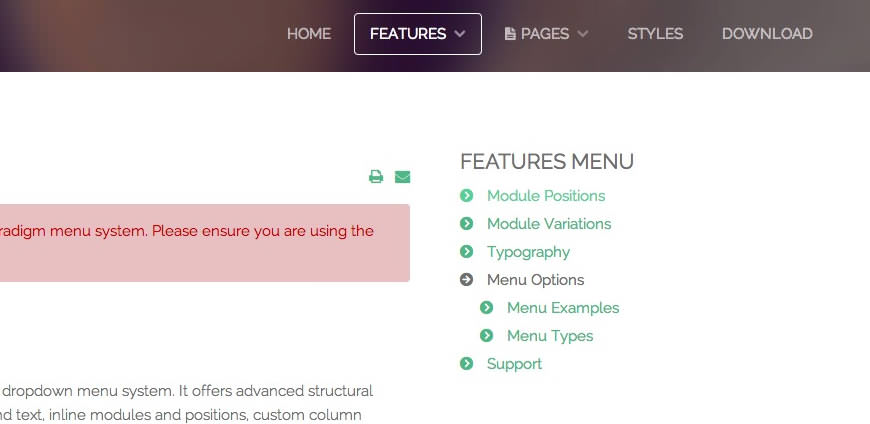 HOME FEATURES PAGES STYLES DOWNLOAD
radigm menu system. Please ensure you are using the
dropdown menu system. It offers advanced structural
nd text, inline modules and positions, custom column
FEATURES MENU
Module Positions
Module Variations
Typography
Menu Options
Menu Examples
Menu Types
Support